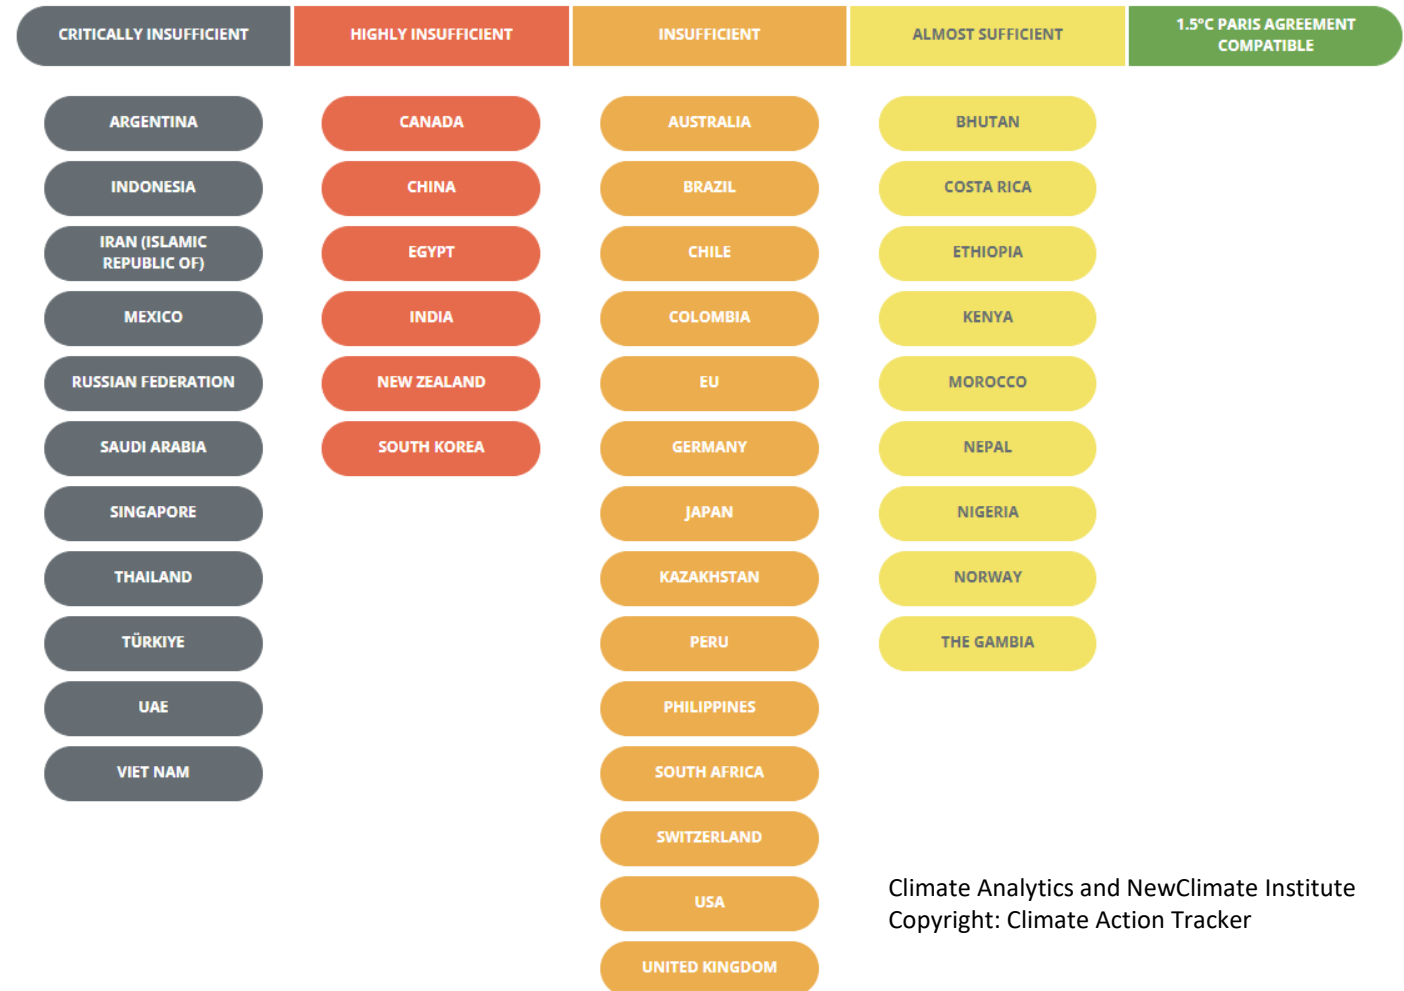 CRITICALLY INSUFFICIENT
HIGHLY INSUFFICIENT
INSUFFICIENT
ALMOST SUFFICIENT
1.5°C PARIS AGREEMENT
COMPATIBLE
ARGENTINA
INDONESIA
IRAN (ISLAMIC
REPUBLIC OF)
MEXICO
RUSSIAN FEDERATION
SAUDI ARABIA
SINGAPORE
THAILAND
TÜRKIYE
UAE
VIET NAM
CANADA
CHINA
EGYPT
INDIA
NEW ZEALAND
SOUTH KOREA
AUSTRALIA
BRAZIL
CHILE
COLOMBIA
EU
GERMANY
JAPAN
KAZAKHSTAN
PERU
PHILIPPINES
SOUTH AFRICA
SWITZERLAND
USA
UNITED KINGDOM
BHUTAN
COSTA RICA
ETHIOPIA
KENYA
MOROCCO
NEPAL
NIGERIA
NORWAY
THE GAMBIA
Climate Analytics and NewClimate Institute
Copyright: Climate Action Tracker